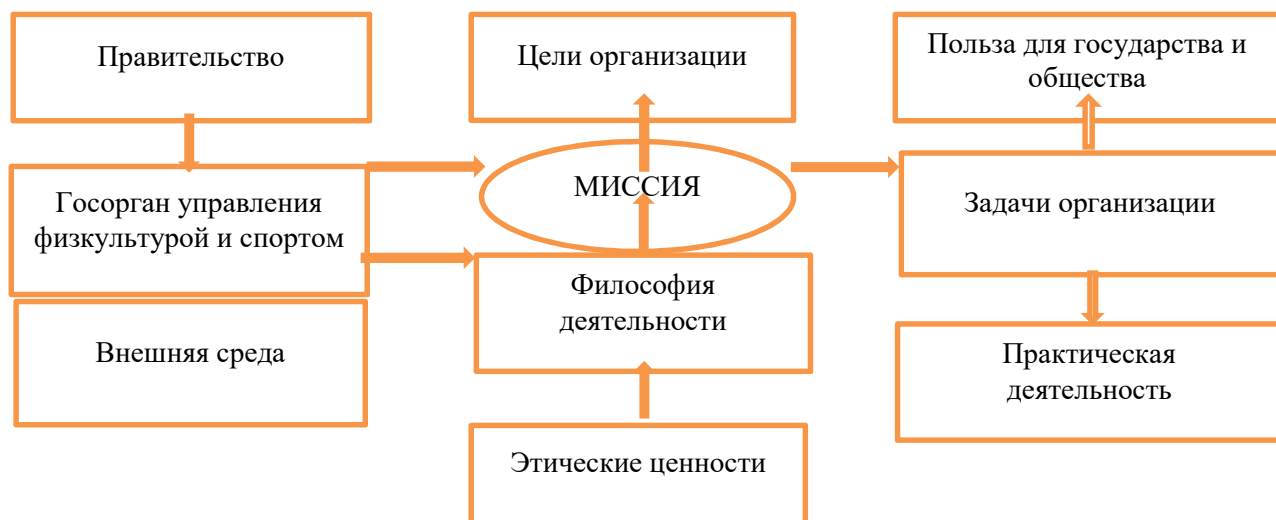 Правительство
Цели организации
Польза для государства и
общества
Госорган управления
физкультурой и спортом
МИССИЯ
Задачи организации
Философия
деятельности
Внешняя среда
Практическая
деятельность
Этические ценности